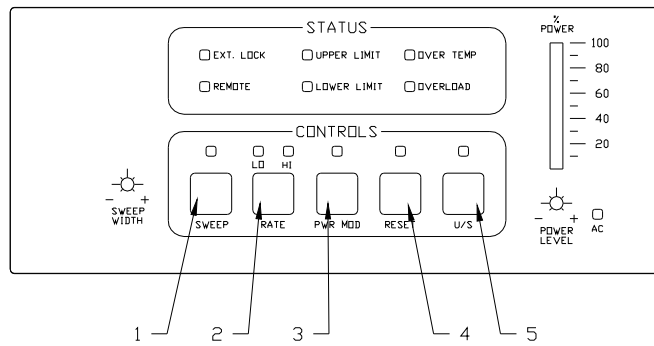 STATUS
EXT. LOCK UPPER LIMIT OVER TEMP
REMOTE LOWER LIMIT OVERLOAD
%
POWER
100
80
60
40
20
CONTROLS
LO HI
SWEEP RATE PWR MOD RESET U/S
- +
SWEEP
WIDTH
- +
POWER
LEVEL
AC
1 2 3 4 5